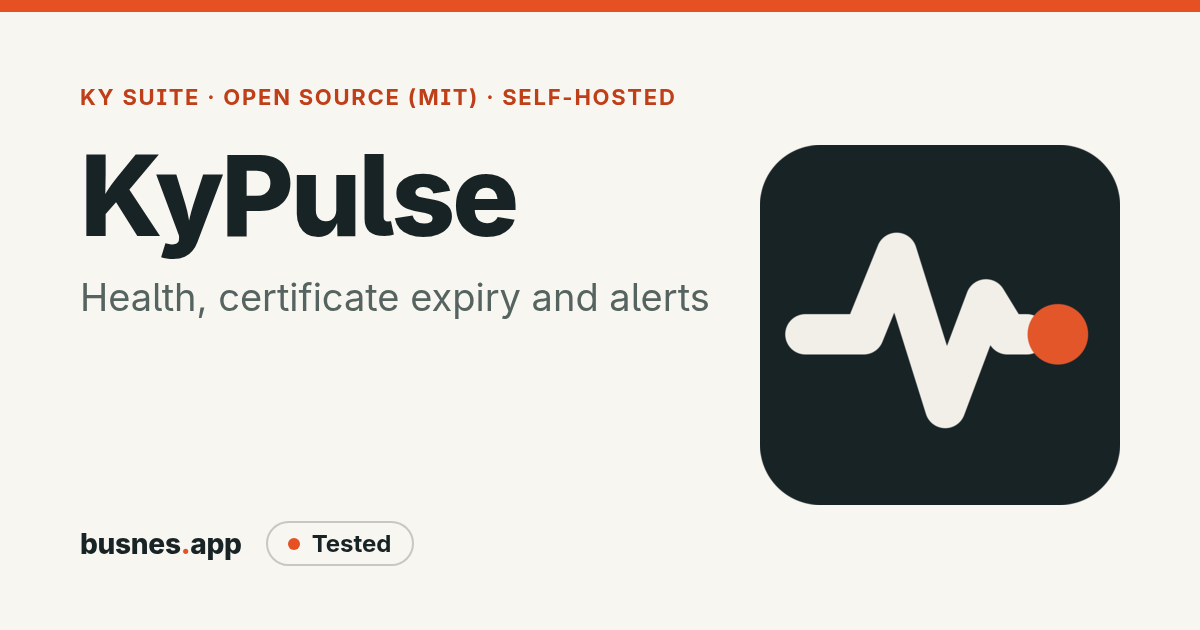 KY SUITE · OPEN SOURCE (MIT) · SELF-HOSTED
KyPulse
Health, certificate expiry and alerts
busnes.app
Tested